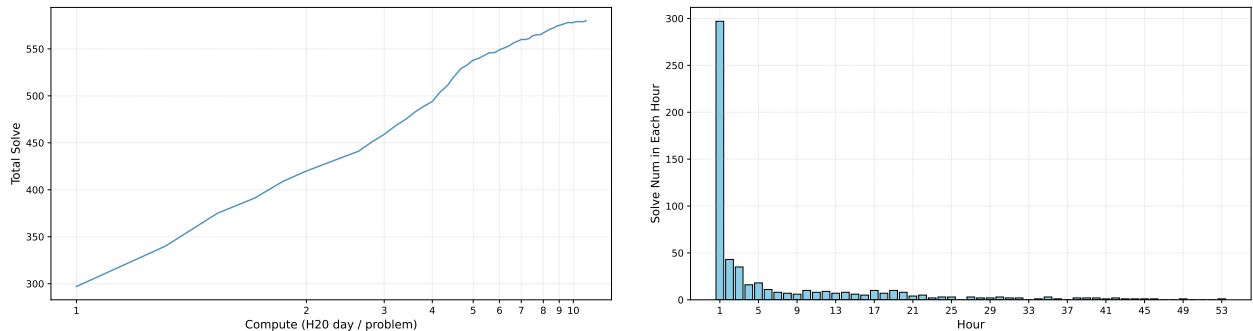 550
500
450
400
350
300
Total Solve
1 2 3 4 5 6 7 8 9 10
Compute (H20 day / problem)
300
250
200
150
100
50
0
Solve Num in Each Hour
1 5 9 13 17 21 25 29 33 37 41 45 49 53
Hour